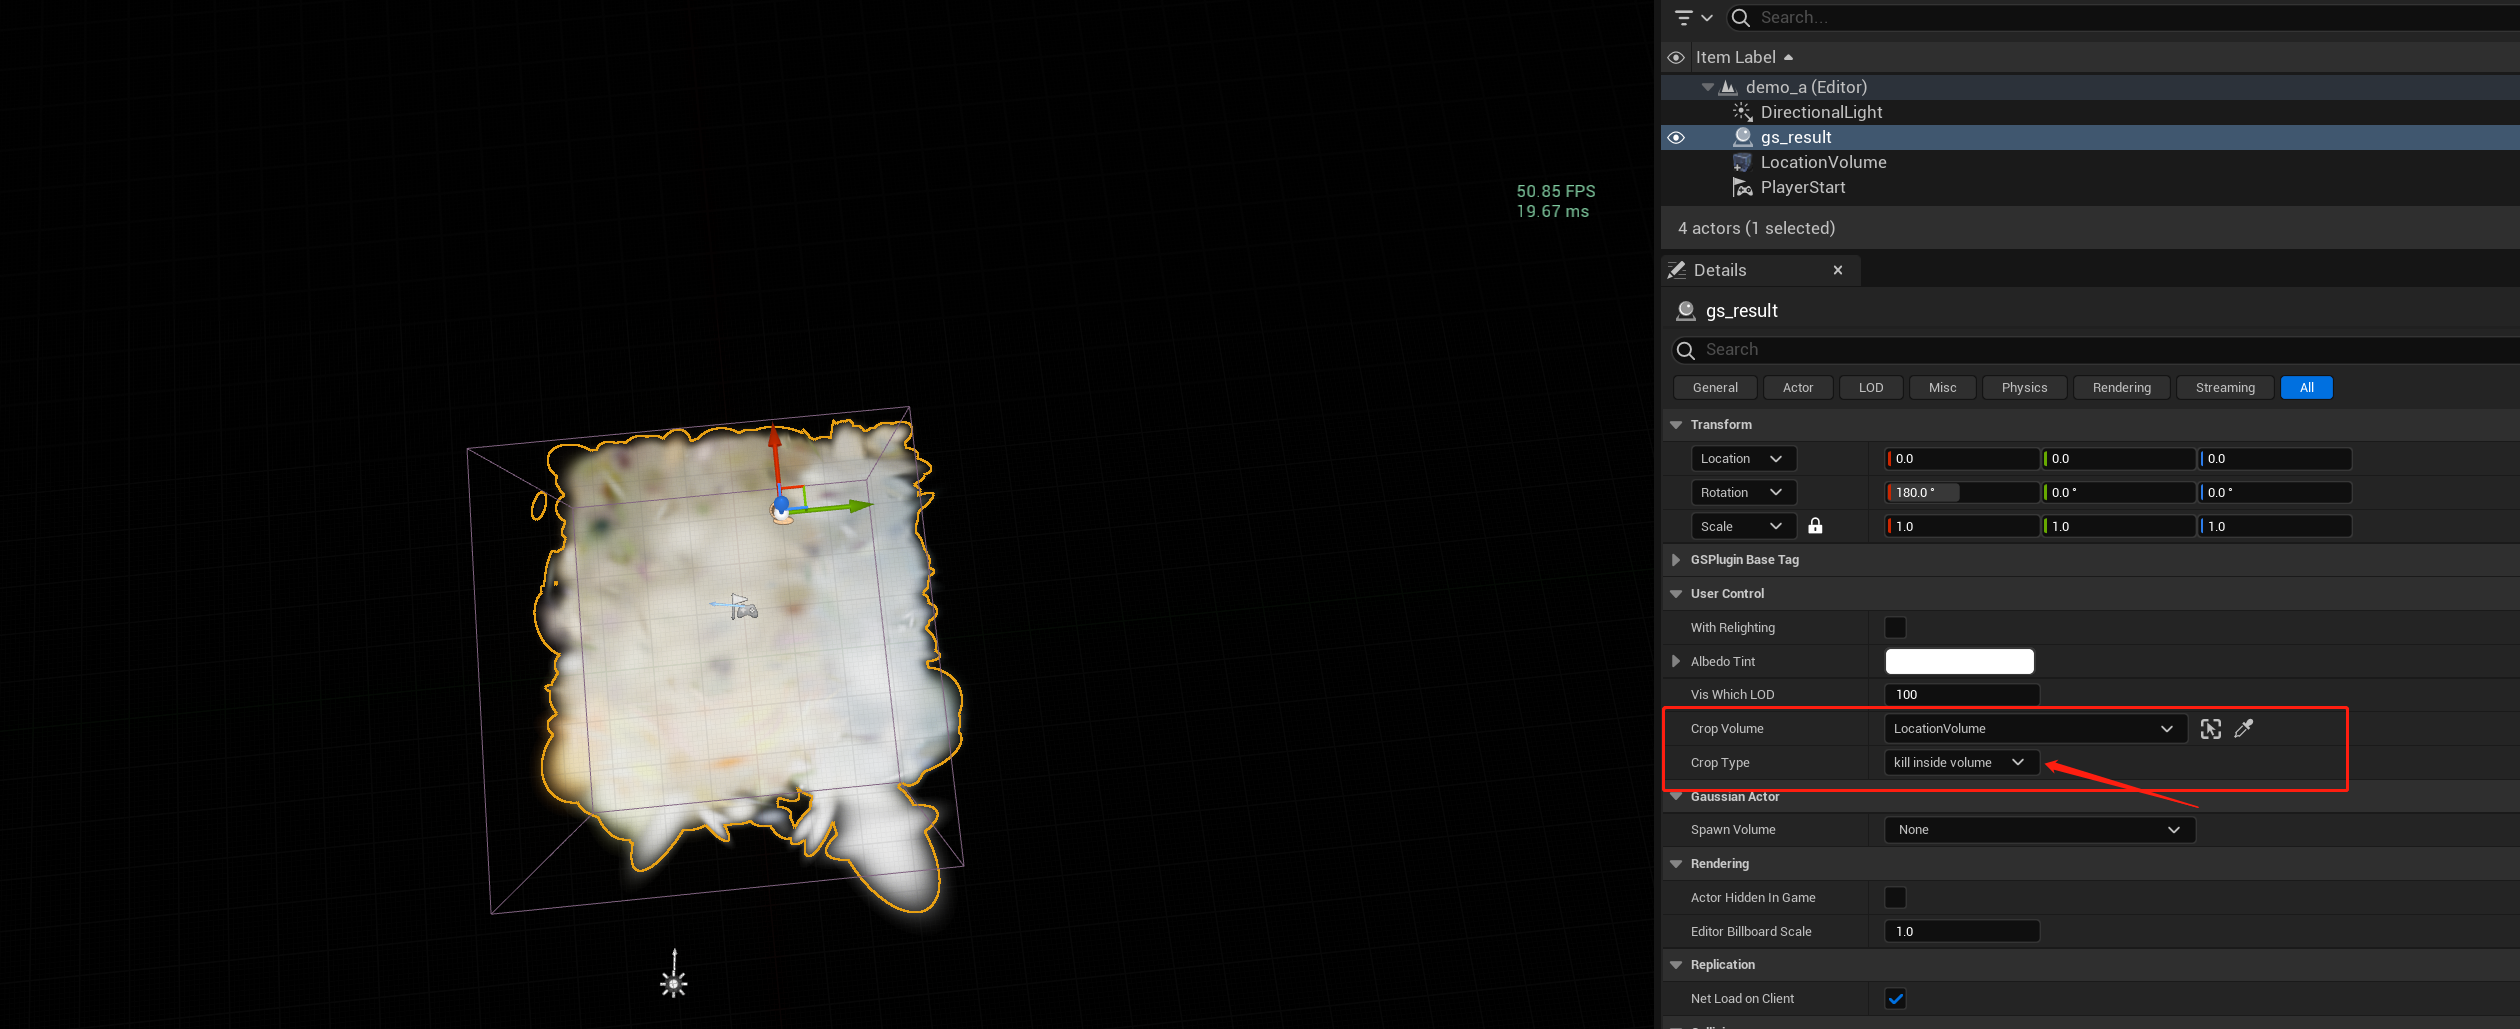 Search...
Item Label
demo_a (Editor)
DirectionalLight
gs_result
LocationVolume
PlayerStart
50.85 FPS
19.67 ms
4 actors (1 selected)
Details
gs_result
Search
General Actor LOD Misc Physics Rendering Streaming All
Transform
Location 0.0 0.0 0.0
Rotation 180.0 ° 0.0 ° 0.0 °
Scale 1.0 1.0 1.0
GSPlugin Base Tag
User Control
With Relighting
Albedo Tint
Vis Which LOD 100
Crop Volume LocationVolume
Crop Type kill inside volume
Gaussian Actor
Spawn Volume None
Rendering
Actor Hidden In Game
Editor Billboard Scale 1.0
Replication
Net Load on Client